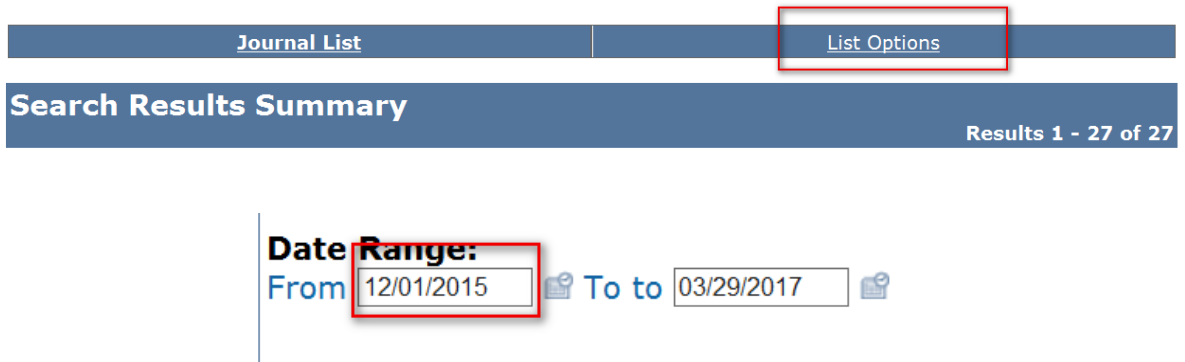 Journal List List Options
Search Results Summary
Results 1 - 27 of 27
Date Range:
From 12/01/2015 To to 03/29/2017